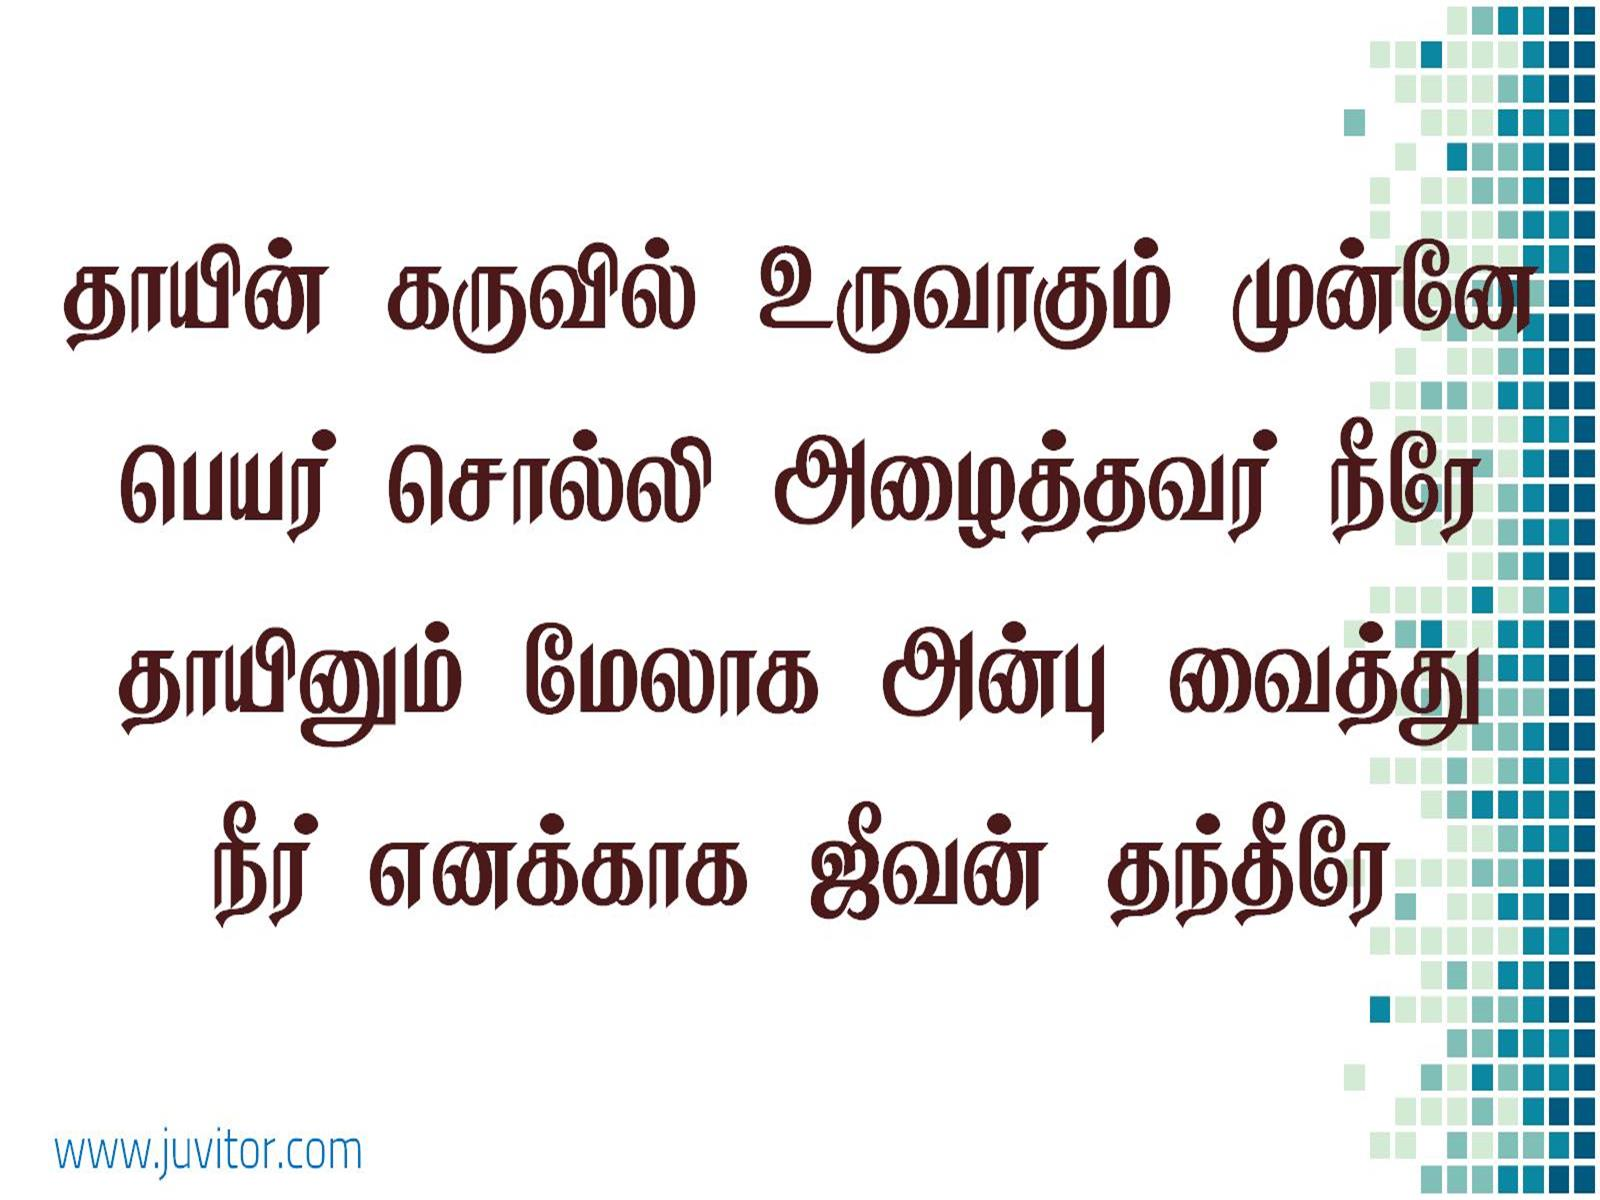 தாயின் கருவில் உருவாகும் முன்னே
பெயர் சொல்லி அழைத்தவர் நீரே
தாயினும் மேலாக அன்பு வைத்து
நீர் எனக்காக ஜீவன் தந்தீரே
www.juvitor.com